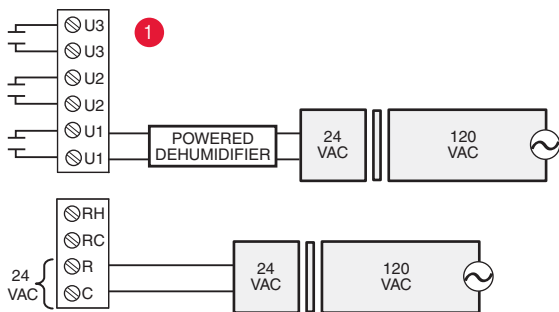 U3
1
U3
U2
U2
U1
U1
POWERED
DEHUMIDIFIER
24
VAC
120
VAC
RH
RC
R
C
24
VAC
24
VAC
120
VAC